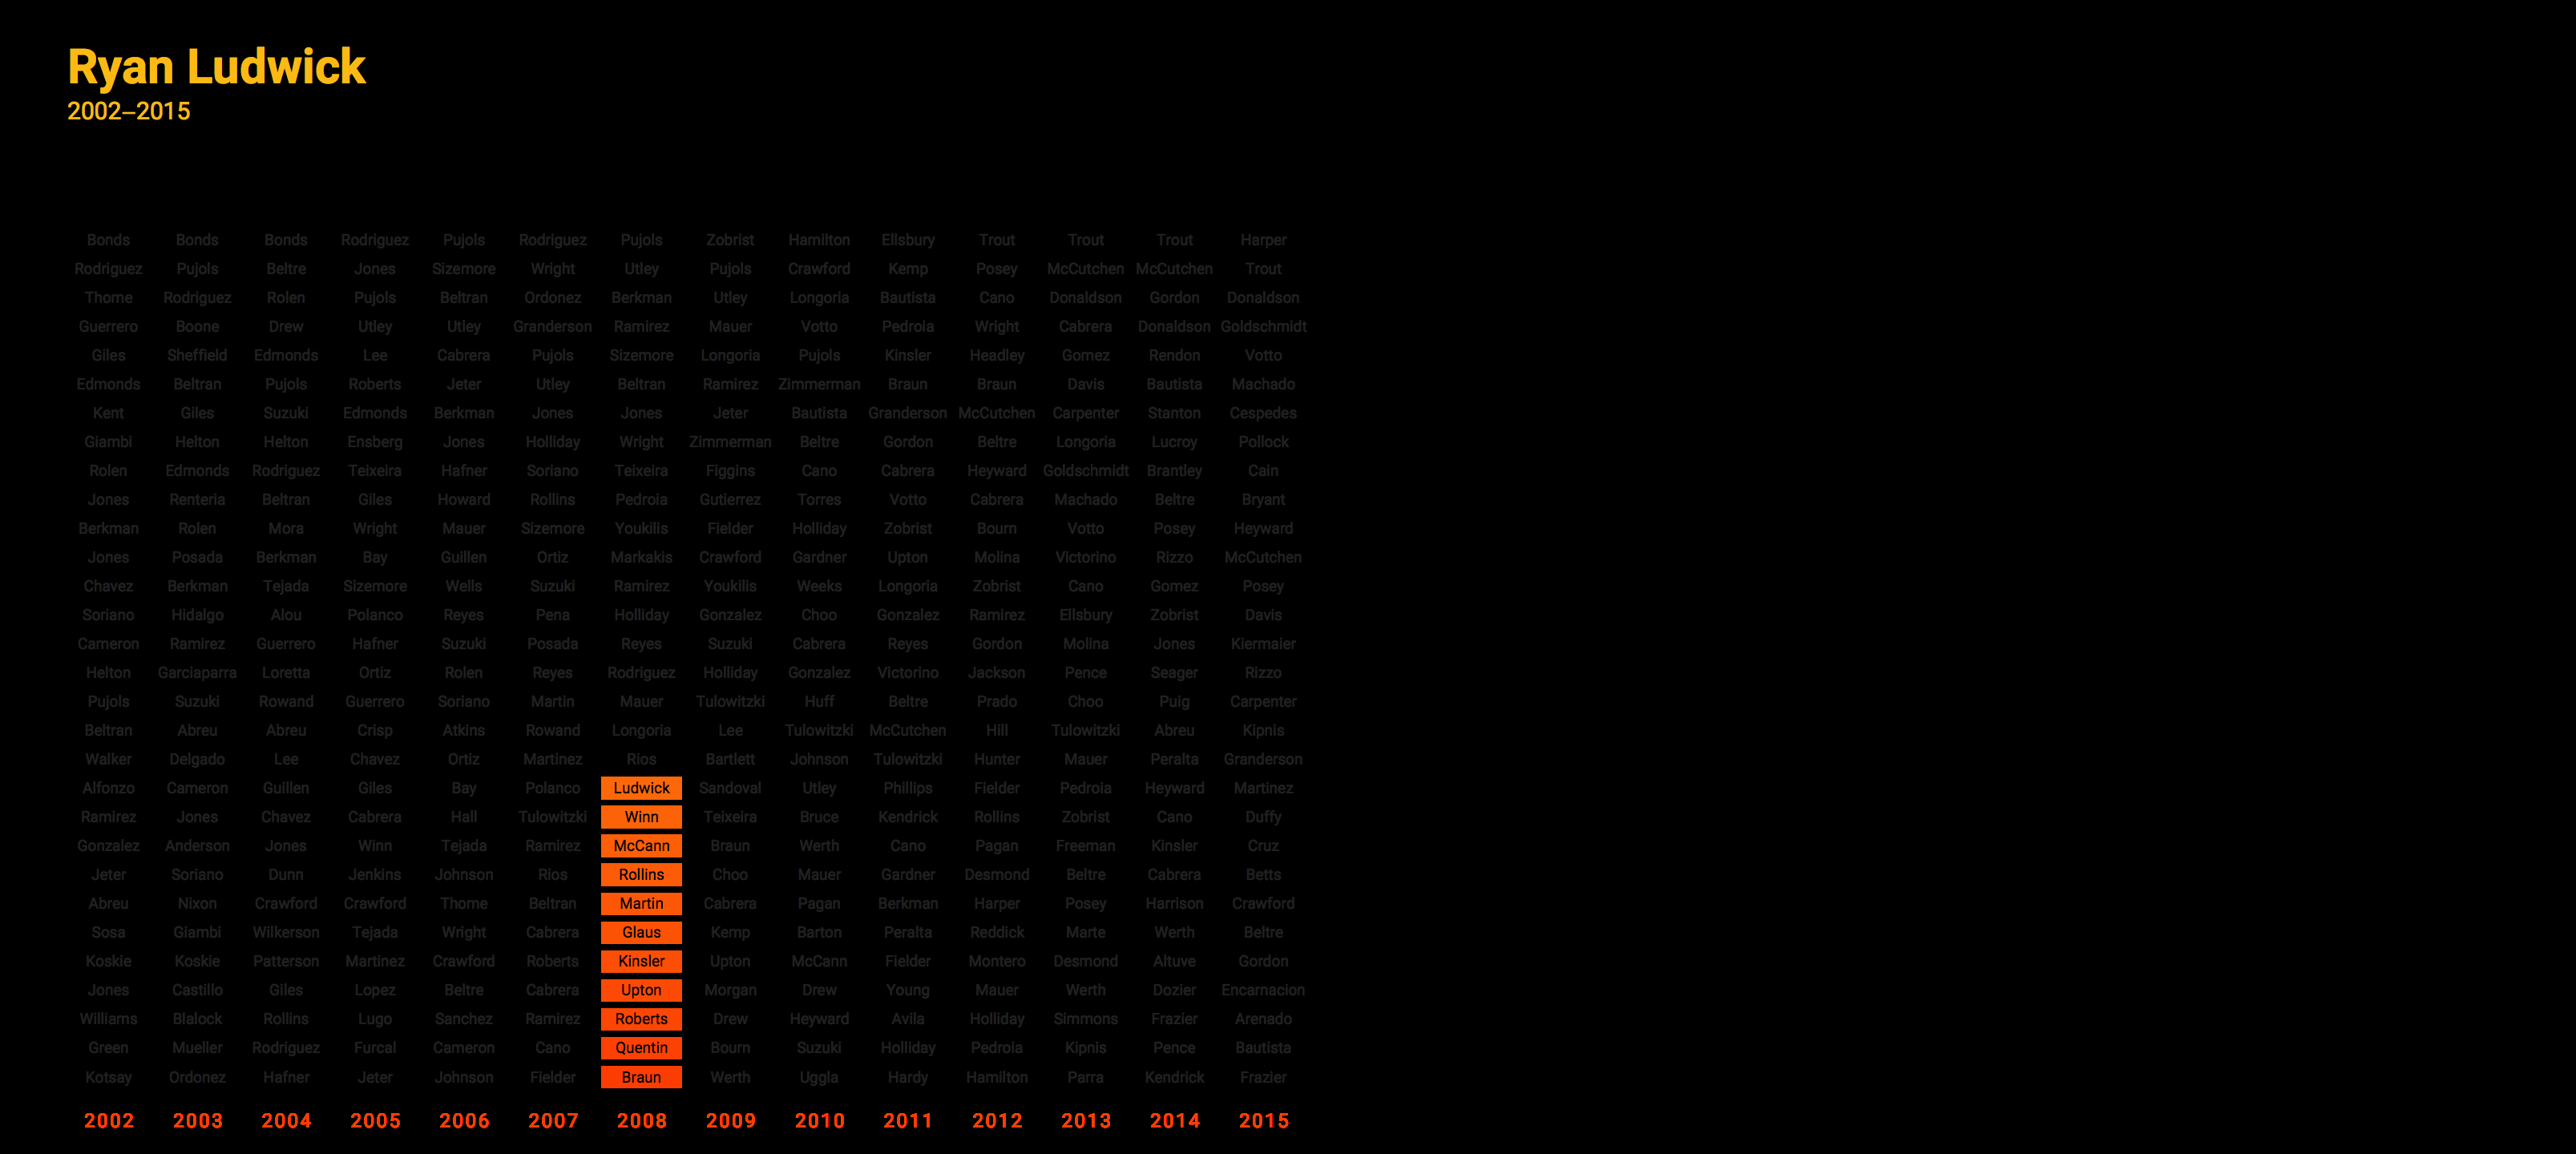 Ryan Ludwick
2002–2015
Bonds Bonds Bonds Rodriguez Pujols Rodriguez Pujols Zobrist Hamilton Ellsbury Trout Trout Trout Harper
Rodriguez Pujols Beltre Jones Sizemore Wright Utley Pujols Crawford Kemp Posey McCutchen McCutchen Trout
Thome Rodriguez Rolen Pujols Beltran Ordonez Berkman Utley Longoria Bautista Cano Donaldson Gordon Donaldson
Guerrero Boone Drew Utley Utley Granderson Ramirez Mauer Votto Pedroia Wright Cabrera Donaldson Goldschmidt
Giles Sheffield Edmonds Lee Cabrera Pujols Sizemore Longoria Pujols Kinsler Headley Gomez Rendon Votto
Edmonds Beltran Pujols Roberts Jeter Utley Beltran Ramirez Zimmerman Braun Braun Davis Bautista Machado
Kent Giles Suzuki Edmonds Berkman Jones Jones Jeter Bautista Granderson McCutchen Carpenter Stanton Cespedes
Giambi Helton Helton Ensberg Jones Holliday Wright Zimmerman Beltre Gordon Beltre Longoria Lucroy Pollock
Rolen Edmonds Rodriguez Teixeira Hafner Soriano Teixeira Figgins Cano Cabrera Heyward Goldschmidt Brantley Cain
Jones Renteria Beltran Giles Howard Rollins Pedroia Gutierrez Torres Votto Cabrera Machado Beltre Bryant
Berkman Rolen Mora Wright Mauer Sizemore Youkilis Fielder Holliday Zobrist Bourn Votto Posey Heyward
Jones Posada Berkman Bay Guillen Ortiz Markakis Crawford Gardner Upton Molina Victorino Rizzo McCutchen
Chavez Berkman Tejada Sizemore Wells Suzuki Ramirez Youkilis Weeks Longoria Zobrist Cano Gomez Posey
Soriano Hidalgo Alou Polanco Reyes Pena Holliday Gonzalez Choo Gonzalez Ramirez Ellsbury Zobrist Davis
Cameron Ramirez Guerrero Hafner Suzuki Posada Reyes Suzuki Cabrera Reyes Gordon Molina Jones Kiermaier
Helton Garciaparra Loretta Ortiz Rolen Reyes Rodriguez Holliday Gonzalez Victorino Jackson Pence Seager Rizzo
Pujols Suzuki Rowand Guerrero Soriano Martin Mauer Tulowitzki Huff Beltre Prado Choo Puig Carpenter
Beltran Abreu Abreu Crisp Atkins Rowand Longoria Lee Tulowitzki McCutchen Hill Tulowitzki Abreu Kipnis
Walker Delgado Lee Chavez Ortiz Martinez Rios Bartlett Johnson Tulowitzki Hunter Mauer Peralta Granderson
Alfonzo Cameron Guillen Giles Bay Polanco Ludwick Sandoval Utley Phillips Fielder Pedroia Heyward Martinez
Ramirez Jones Chavez Cabrera Hall Tulowitzki Winn Teixeira Bruce Kendrick Rollins Zobrist Cano Duffy
Gonzalez Anderson Jones Winn Tejada Ramirez McCann Braun Werth Cano Pagan Freeman Kinsler Cruz
Jeter Soriano Dunn Jenkins Johnson Rios Rollins Choo Mauer Gardner Desmond Beltre Cabrera Betts
Abreu Nixon Crawford Crawford Thome Beltran Martin Cabrera Pagan Berkman Harper Posey Harrison Crawford
Sosa Giambi Wilkerson Tejada Wright Cabrera Glaus Kemp Barton Peralta Reddick Marte Werth Beltre
Koskie Koskie Patterson Martinez Crawford Roberts Kinsler Upton McCann Fielder Montero Desmond Altuve Gordon
Jones Castillo Giles Lopez Beltre Cabrera Upton Morgan Drew Young Mauer Werth Dozier Encarnacion
Williams Blalock Rollins Lugo Sanchez Ramirez Roberts Drew Heyward Avila Holliday Simmons Frazier Arenado
Green Mueller Rodriguez Furcal Cameron Cano Quentin Bourn Suzuki Holliday Pedroia Kipnis Pence Bautista
Kotsay Ordonez Hafner Jeter Johnson Fielder Braun Werth Uggla Hardy Hamilton Parra Kendrick Frazier
2002 2003 2004 2005 2006 2007 2008 2009 2010 2011 2012 2013 2014 2015